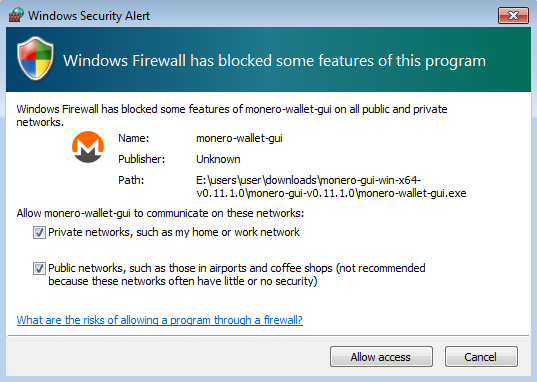 Windows Security Alert
Windows Firewall has blocked some features of this program
Windows Firewall has blocked some features of monero-wallet-gui on all public and private
networks.
Name: monero-wallet-gui
Publisher: Unknown
Path: E:\users\user\downloads\monero-gui-win-x64-
v0.11.1.0\monero-gui-v0.11.1.0\monero-wallet-gui.exe
Allow monero-wallet-gui to communicate on these networks:
Private networks, such as my home or work network
Public networks, such as those in airports and coffee shops (not recommended
because these networks often have little or no security)
What are the risks of allowing a program through a firewall?
Allow access Cancel